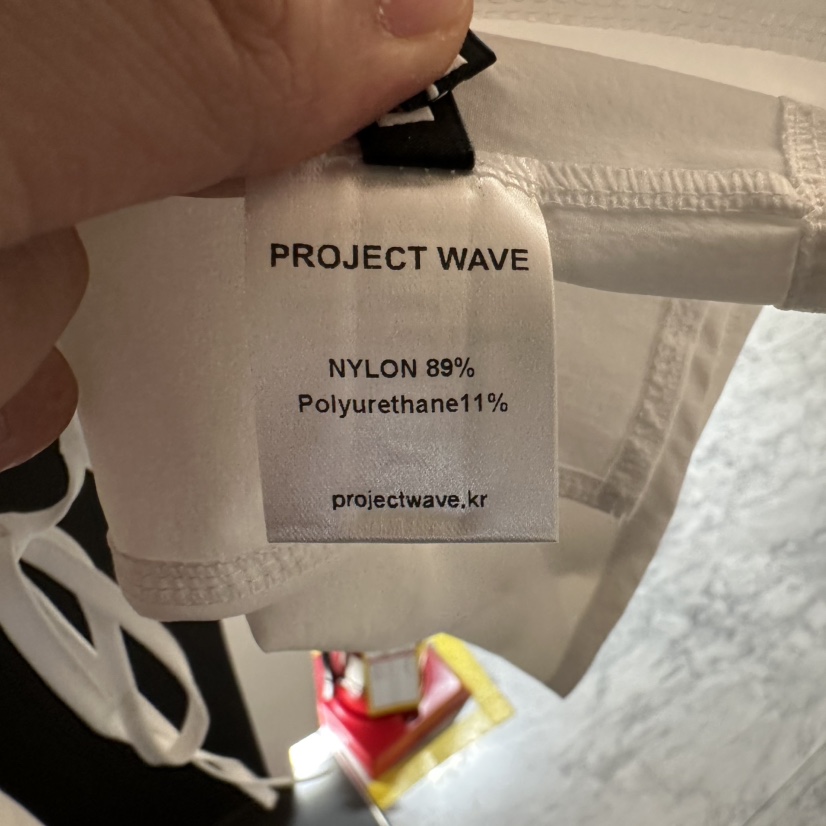 PROJECT WAVE
NYLON 89%
Polyurethane11%
projectwave.kr